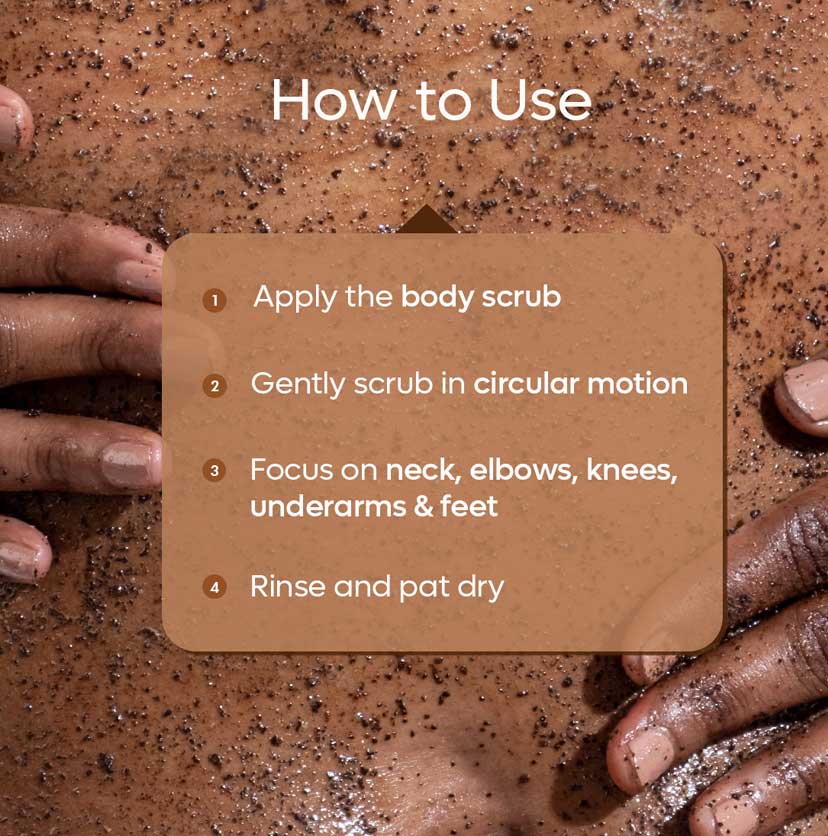 How to Use
1 Apply the body scrub
2 Gently scrub in circular motion
3 Focus on neck, elbows, knees,
underarms & feet
4 Rinse and pat dry